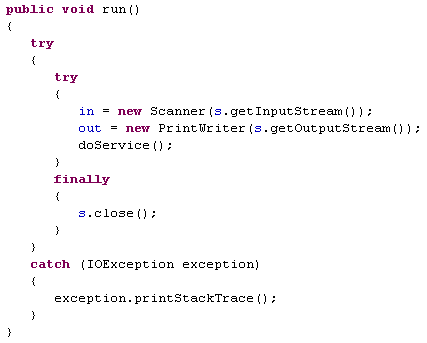 public void run()
{
   try
   {
      try
      {
         in = new Scanner(s.getInputStream());
         out = new PrintWriter(s.getOutputStream());
         doService();
      }
      finally
      {
         s.close();
      }
   }
   catch (IOException exception)
   {
      exception.printStackTrace();
   }
}